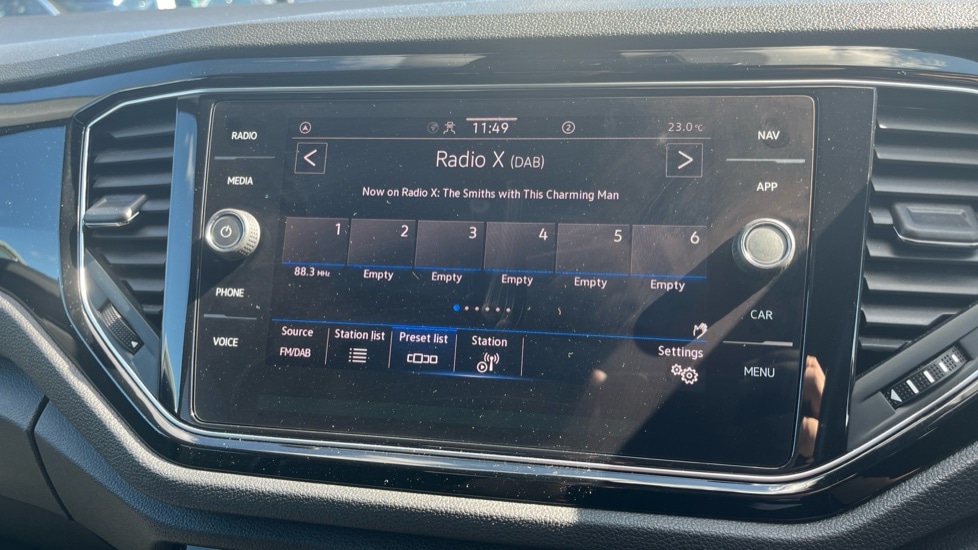 RADIO
MEDIA
PHONE
VOICE
11:49
2
23.0 °C
Radio X (DAB)
Now on Radio X: The Smiths with This Charming Man
1 2 3 4 5 6
88.3 MHz Empty Empty Empty Empty Empty
Source Station list Preset list Station
FM/DAB
Settings
NAV
APP
CAR
MENU